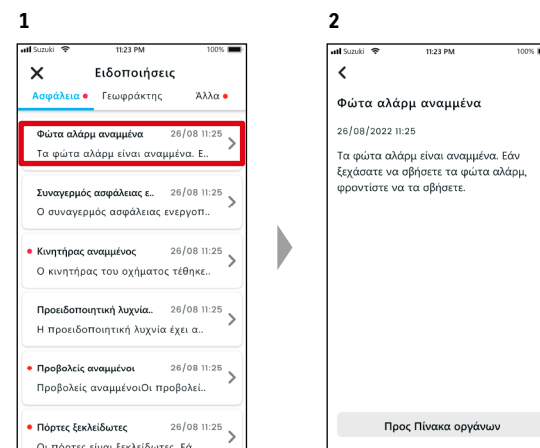 1
Suzuki 11:23 PM 100%
Ειδοποιήσεις
Ασφάλεια Γεωφράκτης Άλλα
Φώτα αλάρμ αναμμένα 26/08 11:25
Τα φώτα αλάρμ είναι αναμμένα. Ε..
Συναγερμός ασφάλειας ε.. 26/08 11:25
Ο συναγερμός ασφάλειας ενεργοπ..
Κινητήρας αναμμένος 26/08 11:25
Ο κινητήρας του οχήματος τέθηκε..
Προειδοποιητική λυχνία.. 26/08 11:25
Η προειδοποιητική λυχνία έχει α..
Προβολείς αναμμένοι 26/08 11:25
Προβολείς αναμμένοιΟι προβολεί..
Πόρτες ξεκλείδωτες 26/08 11:25
Οι πόρτες είναι ξεκλείδωτες. Εά..
2
Suzuki 11:23 PM 100%
Φώτα αλάρμ αναμμένα
26/08/2022 11:25
Τα φώτα αλάρμ είναι αναμμένα. Εάν
ξεχάσατε να σβήσετε τα φώτα αλάρμ,
φροντίστε να τα σβήσετε.
Προς Πίνακα οργάνων